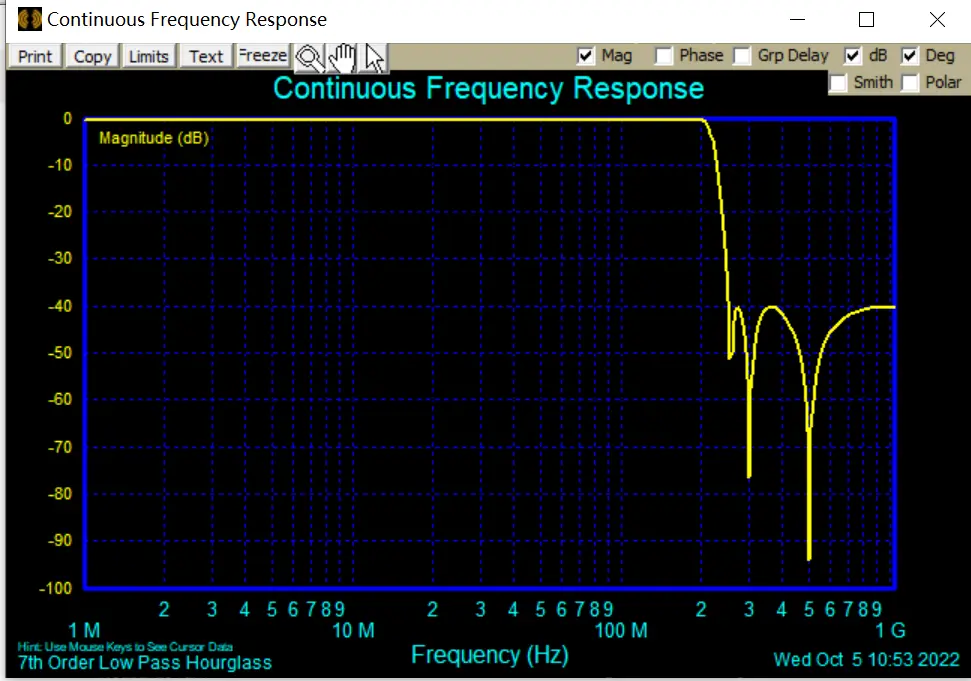 Continuous Frequency Response
Print Copy Limits Text Freeze Mag Phase Grp Delay dB Deg
Smith Polar
Continuous Frequency Response
0
Magnitude (dB)
-10
-20
-30
-40
-50
-60
-70
-80
-90
-100
2 3 4 5 6 7 8 9 2 3 4 5 6 7 8 9 2 3 4 5 6 7 8 9
1 M 10 M 100 M 1 G
Hint: Use Mouse Keys to See Cursor Data
Frequency (Hz)
7th Order Low Pass Hourglass
Wed Oct 5 10:53 2022